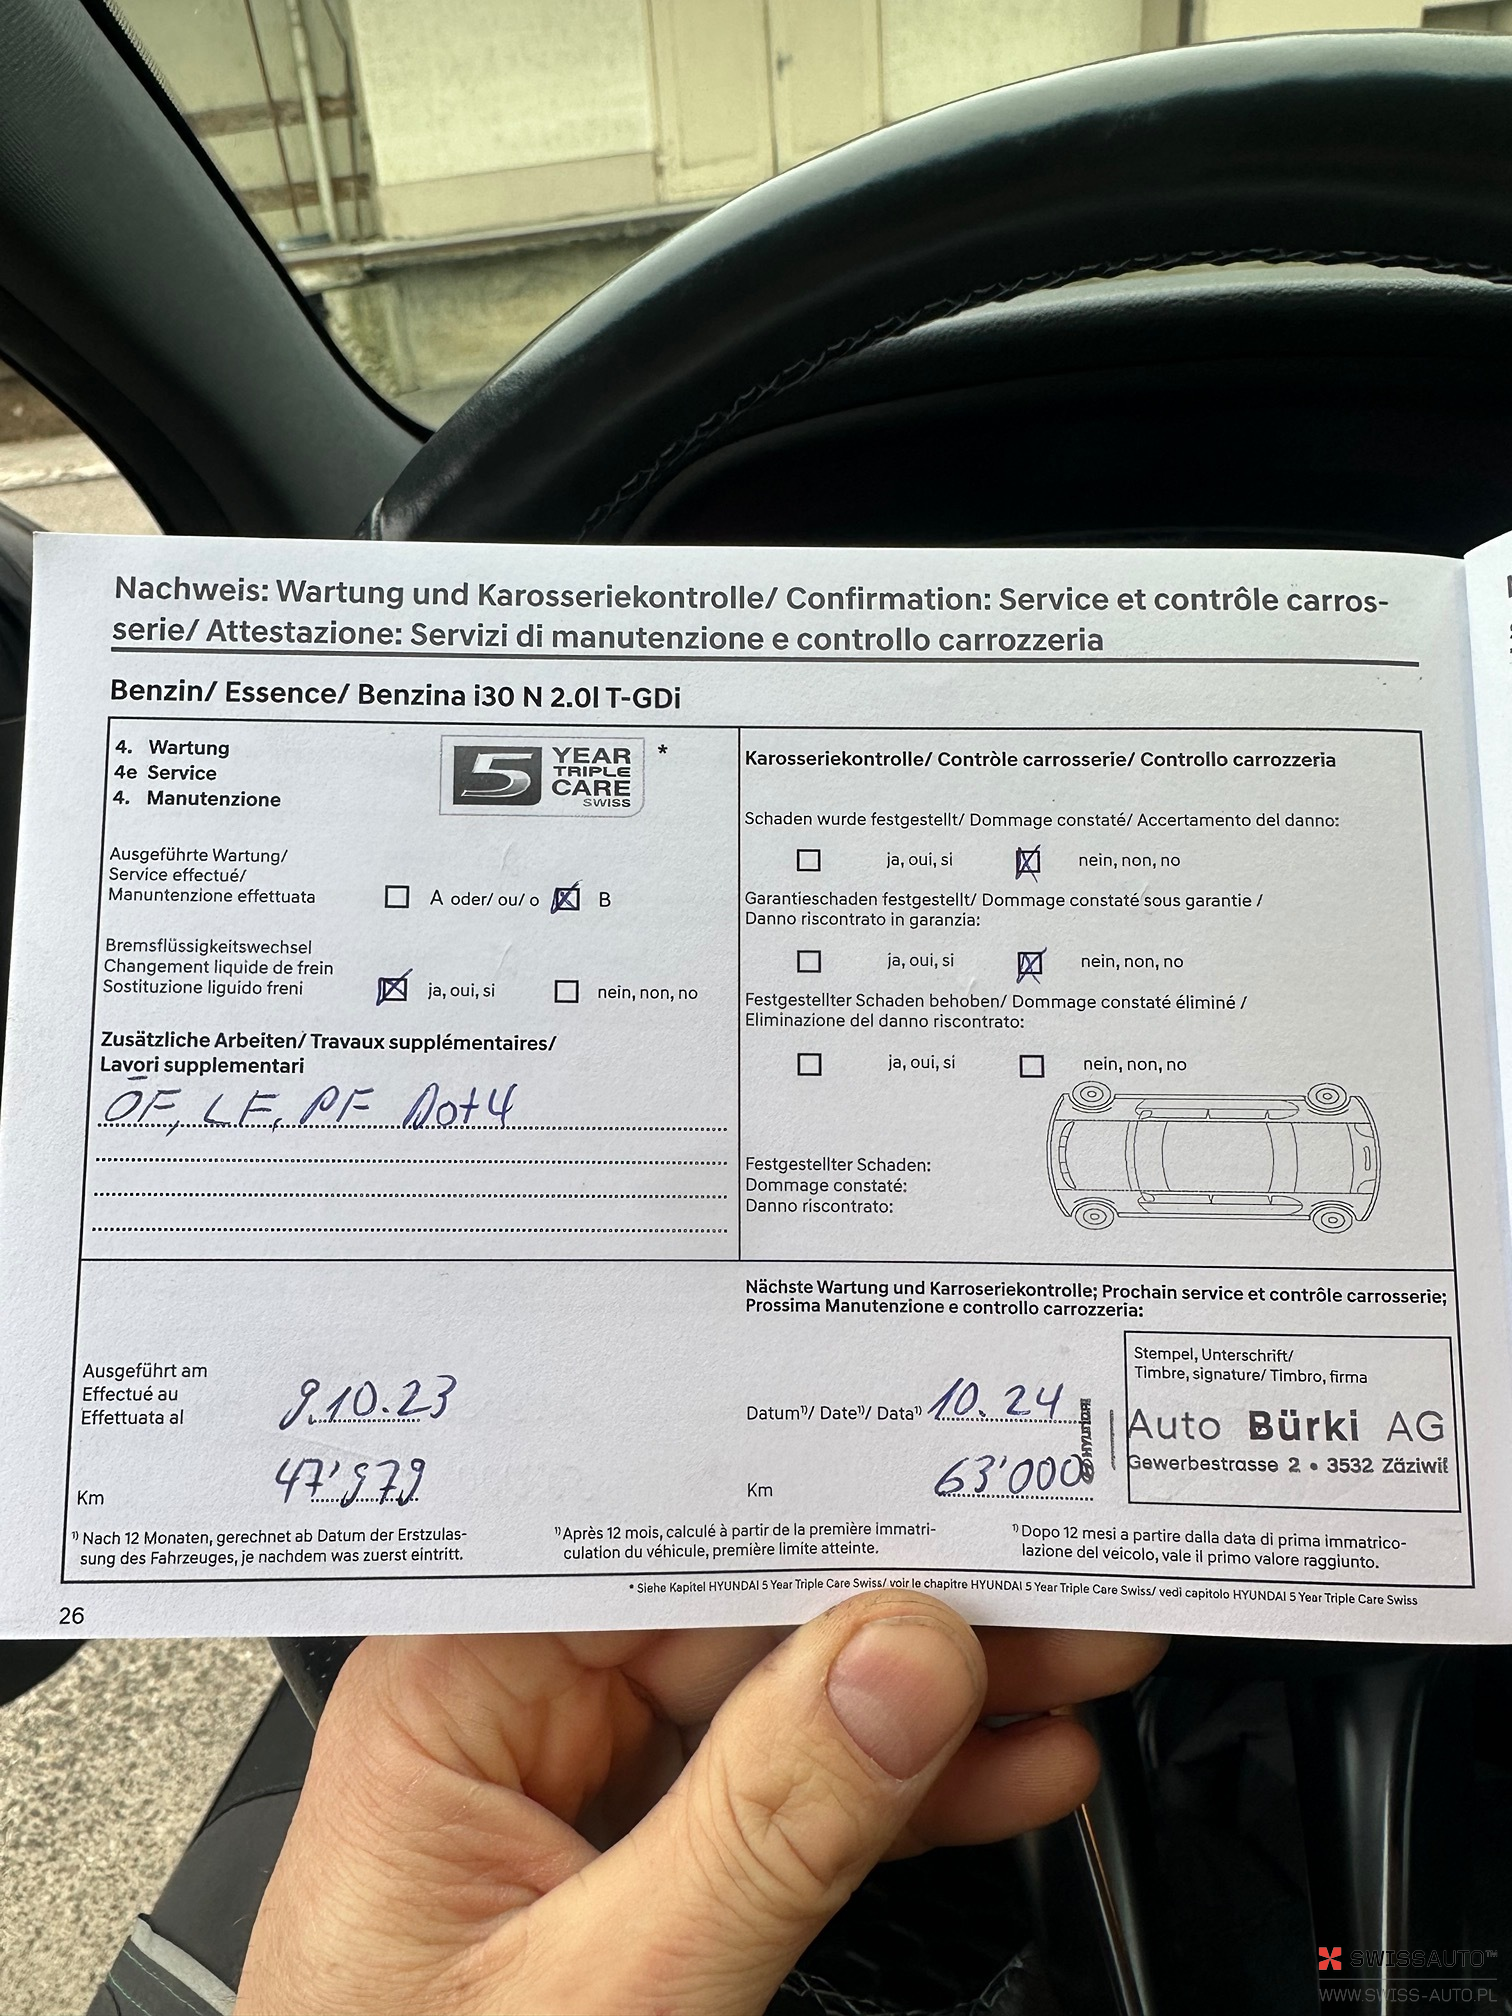 Nachweis: Wartung und Karosseriekontrolle/ Confirmation: Service et contrôle carros-
serie/ Attestazione: Servizi di manutenzione e controllo carrozzeria
Benzin/ Essence/ Benzina i30 N 2.0l T-GDi
4. Wartung
4e Service
4. Manutenzione
5 YEAR
TRIPLE
CARE
SWISS
*
Ausgeführte Wartung/
Service effectué/
Manuntenzione effettuata
A oder/ ou/ o B
Bremsflüssigkeitswechsel
Changement liquide de frein
Sostituzione liguido freni
ja, oui, si nein, non, no
Zusätzliche Arbeiten/ Travaux supplémentaires/
Lavori supplementari
ÖF, LF, PF Dot4
Karosseriekontrolle/ Contrôle carrosserie/ Controllo carrozzeria
Schaden wurde festgestellt/ Dommage constaté/ Accertamento del danno:
ja, oui, si nein, non, no
Garantieschaden festgestellt/ Dommage constaté sous garantie /
Danno riscontrato in garanzia:
ja, oui, si nein, non, no
Festgestellter Schaden behoben/ Dommage constaté éliminé /
Eliminazione del danno riscontrato:
ja, oui, si nein, non, no
Festgestellter Schaden:
Dommage constaté:
Danno riscontrato:
Ausgeführt am
Effectué au
Effettuata al
9.10.23
Km
47'979
Nächste Wartung und Karroseriekontrolle; Prochain service et contrôle carrosserie;
Prossima Manutenzione e controllo carrozzeria:
Datum¹⁾/ Date¹⁾/ Data¹⁾ 10.24
Km 63'000
HYUNDAI
Stempel, Unterschrift/
Timbre, signature/ Timbro, firma
Auto Bürki AG
Gewerbestrasse 2 • 3532 Zäziwil
¹⁾ Nach 12 Monaten, gerechnet ab Datum der Erstzulas-
sung des Fahrzeuges, je nachdem was zuerst eintritt.
¹⁾ Après 12 mois, calculé à partir de la première immatri-
culation du véhicule, première limite atteinte.
¹⁾ Dopo 12 mesi a partire dalla data di prima immatrico-
lazione del veicolo, vale il primo valore raggiunto.
* Siehe Kapitel HYUNDAI 5 Year Triple Care Swiss/ voir le chapitre HYUNDAI 5 Year Triple Care Swiss/ vedi capitolo HYUNDAI 5 Year Triple Care Swiss
26
SWISSAUTO™
WWW.SWISS-AUTO.PL